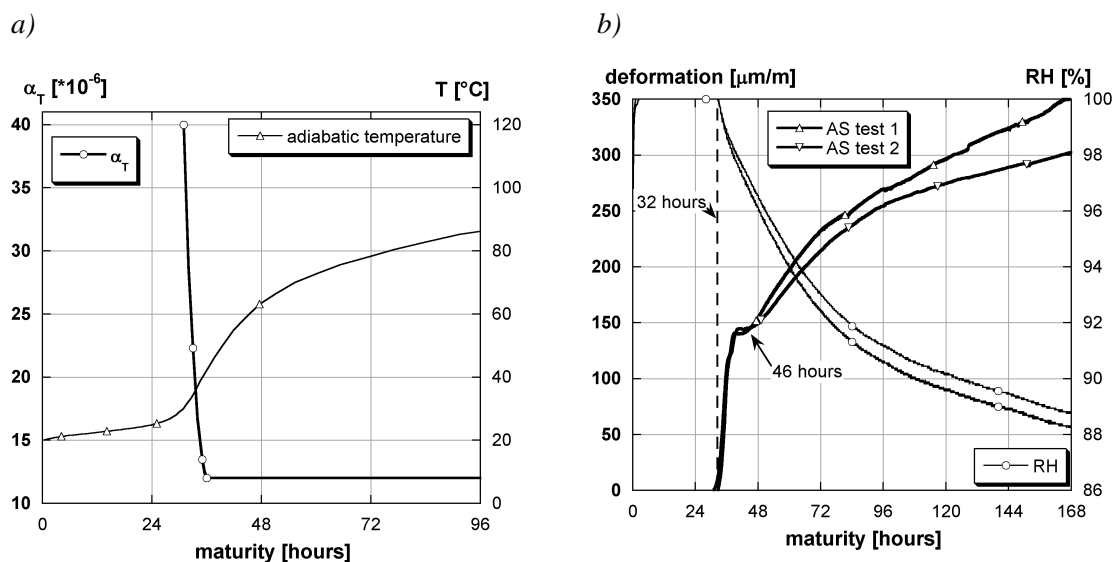 a)
b)
α_T [*10^-6]
T [°C]
40
35
30
25
20
15
10
120
100
80
60
40
20
0
α_T
adiabatic temperature
0 24 48 72 96
maturity [hours]
deformation [μm/m]
RH [%]
350
300
250
200
150
100
50
0
100
98
96
94
92
90
88
86
AS test 1
AS test 2
32 hours
46 hours
RH
0 24 48 72 96 120 144 168
maturity [hours]